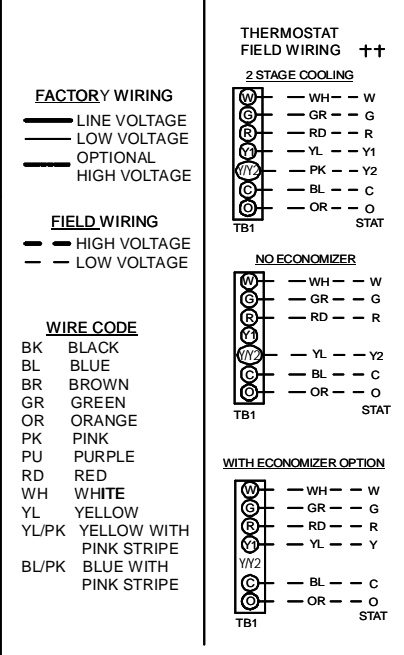 FACTORY WIRING
LINE VOLTAGE
LOW VOLTAGE
OPTIONAL
HIGH VOLTAGE
FIELD WIRING
HIGH VOLTAGE
LOW VOLTAGE
WIRE CODE
BK BLACK
BL BLUE
BR BROWN
GR GREEN
OR ORANGE
PK PINK
PU PURPLE
RD RED
WH WHITE
YL YELLOW
YL/PK YELLOW WITH
PINK STRIPE
BL/PK BLUE WITH
PINK STRIPE
THERMOSTAT
FIELD WIRING ++
2 STAGE COOLING
W WH W
G GR G
R RD R
Y1 YL Y1
Y/Y2 PK Y2
C BL C
O OR O
TB1 STAT
NO ECONOMIZER
W WH W
G GR G
R RD R
Y1
Y/Y2 YL Y2
C BL C
O OR O
TB1 STAT
WITH ECONOMIZER OPTION
W WH W
G GR G
R RD R
Y1 YL Y
Y/Y2
C BL C
O OR O
TB1 STAT